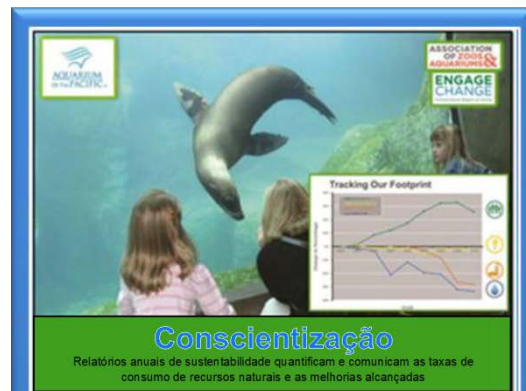 AQUARIUM
OF THE PACIFIC
ASSOCIATION
OF ZOOS &
AQUARIUMS
ENGAGE
CHANGE
Tracking Our Footprint
Conscientização
Relatórios anuais de sustentabilidade quantificam e comunicam as taxas de
consumo de recursos naturais e as melhorias alcançadas